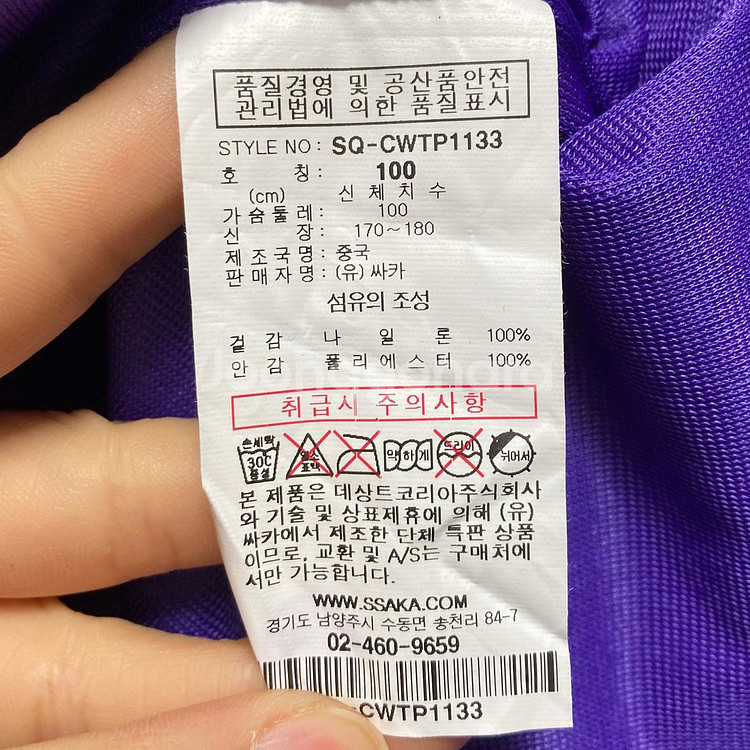 품질경영 및 공산품안전
관리법에 의한 품질표시
STYLE NO: SQ-CWTP1133
호 칭: 100
(cm) 신체치수
가슴둘레: 100
신 장: 170~180
제조국명: 중국
판매자명: (유)싸카
섬유의 조성
겉감 나일론 100%
안감 폴리에스터 100%
취급시 주의사항
손세탁 30℃ 중성 염소 표백 약하게 드라이 뉘어서
본 제품은 데상트코리아주식회사
와 기술 및 상표제휴에 의해 (유)
싸카에서 제조한 단체 특판 상품
이므로, 교환 및 A/S는 구매처에
서만 가능합니다.
WWW.SSAKA.COM
경기도 남양주시 수동면 송천리 84-7
02-460-9659
-CWTP1133